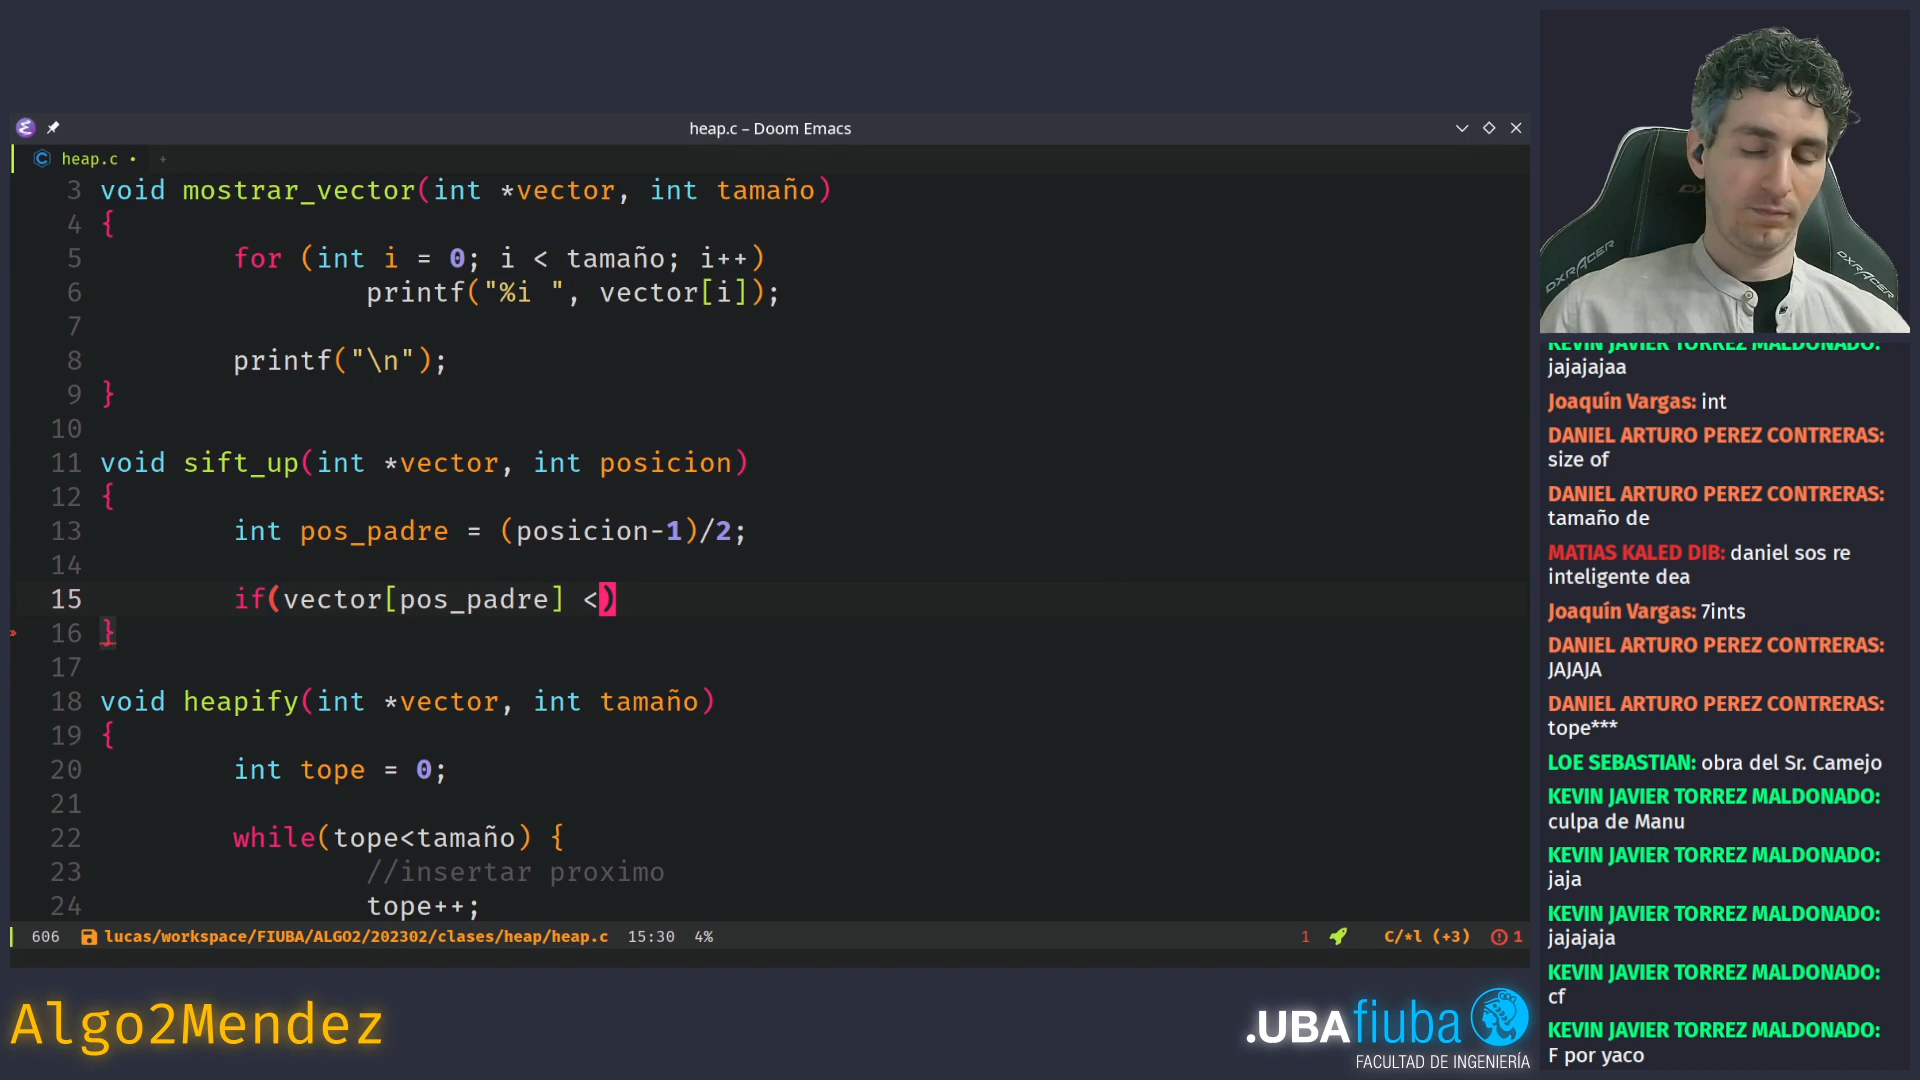 heap.c – Doom Emacs
heap.c • +
3 void mostrar_vector(int *vector, int tamaño)
4 {
5 for (int i = 0; i < tamaño; i++)
6 printf("%i ", vector[i]);
7
8 printf("\n");
9 }
10
11 void sift_up(int *vector, int posicion)
12 {
13 int pos_padre = (posicion-1)/2;
14
15 if(vector[pos_padre] <)
16 }
17
18 void heapify(int *vector, int tamaño)
19 {
20 int tope = 0;
21
22 while(tope<tamaño) {
23 //insertar proximo
24 tope++;
606 lucas/workspace/FIUBA/ALGO2/202302/clases/heap/heap.c 15:30 4% 1 C/*l (+3) 1
Algo2Mendez
.UBAfiuba
FACULTAD DE INGENIERÍA
DXRACER
DXRACER
KEVIN JAVIER TORREZ MALDONADO:
jajajajaa
Joaquín Vargas: int
DANIEL ARTURO PEREZ CONTRERAS:
size of
DANIEL ARTURO PEREZ CONTRERAS:
tamaño de
MATIAS KALED DIB: daniel sos re
inteligente dea
Joaquín Vargas: 7ints
DANIEL ARTURO PEREZ CONTRERAS:
JAJAJA
DANIEL ARTURO PEREZ CONTRERAS:
tope***
LOE SEBASTIAN: obra del Sr. Camejo
KEVIN JAVIER TORREZ MALDONADO:
culpa de Manu
KEVIN JAVIER TORREZ MALDONADO:
jaja
KEVIN JAVIER TORREZ MALDONADO:
jajajaja
KEVIN JAVIER TORREZ MALDONADO:
cf
KEVIN JAVIER TORREZ MALDONADO:
F por yaco